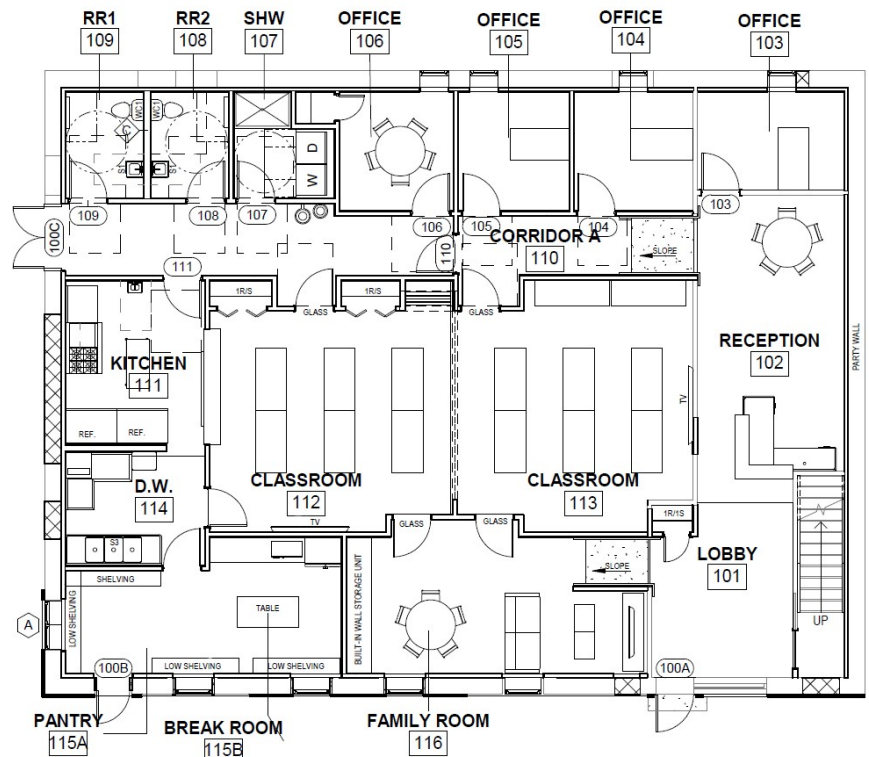 RR1
109
RR2
108
SHW
107
OFFICE
106
OFFICE
105
OFFICE
104
OFFICE
103
WC1
WC1
S1
S1
D
W
109
108
107
106
105
104
103
100C
110
CORRIDOR A
110
SLOPE
111
1R/S
GLASS
1R/S
GLASS
KITCHEN
111
REF.
REF.
RECEPTION
102
PARTY WALL
TV
D.W.
114
S3
CLASSROOM
112
TV
CLASSROOM
113
1R/1S
GLASS
GLASS
LOBBY
101
SLOPE
UP
SHELVING
LOW SHELVING
TABLE
BUILT-IN WALL STORAGE UNIT
A
100B
LOW SHELVING
LOW SHELVING
100A
PANTRY
115A
BREAK ROOM
115B
FAMILY ROOM
116